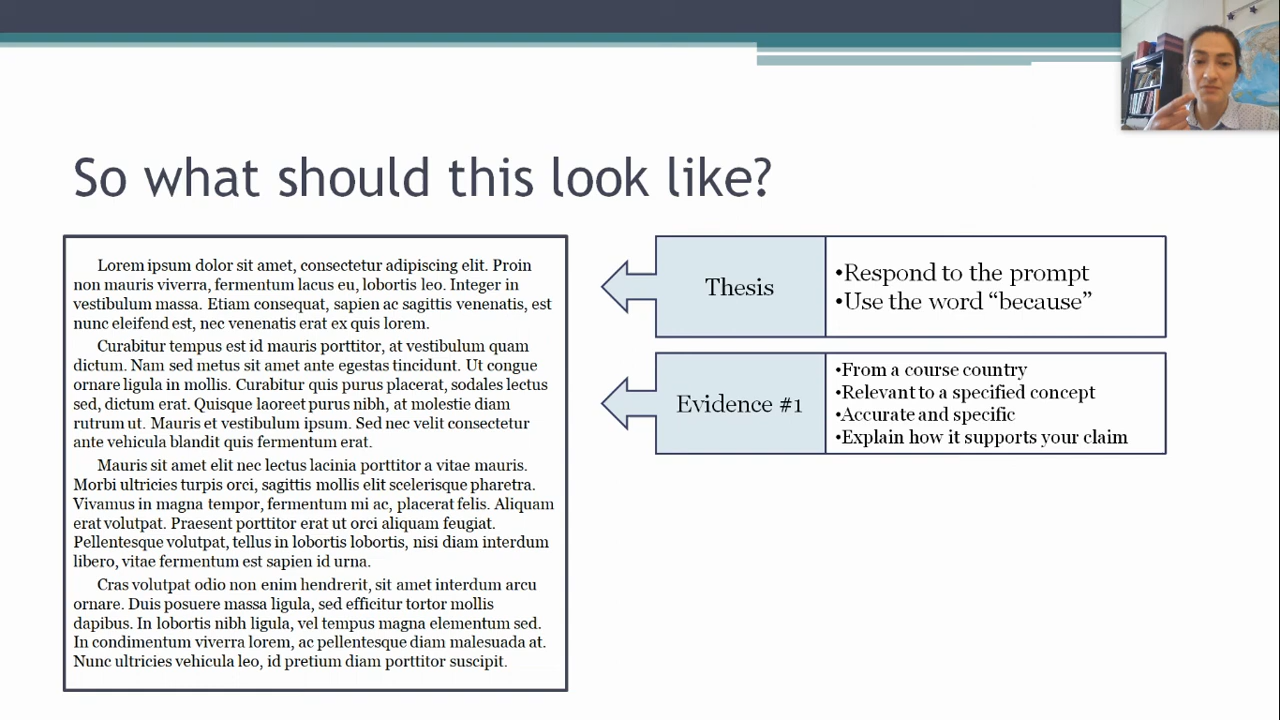 So what should this look like?
Lorem ipsum dolor sit amet, consectetur adipiscing elit. Proin
non mauris viverra, fermentum lacus eu, lobortis leo. Integer in
vestibulum massa. Etiam consequat, sapien ac sagittis venenatis, est
nunc eleifend est, nec venenatis erat ex quis lorem.
Curabitur tempus est id mauris porttitor, at vestibulum quam
dictum. Nam sed metus sit amet ante egestas tincidunt. Ut congue
ornare ligula in mollis. Curabitur quis purus placerat, sodales lectus
sed, dictum erat. Quisque laoreet purus nibh, at molestie diam
rutrum ut. Mauris et vestibulum ipsum. Sed nec velit consectetur
ante vehicula blandit quis fermentum erat.
Mauris sit amet elit nec lectus lacinia porttitor a vitae mauris.
Morbi ultricies turpis orci, sagittis mollis elit scelerisque pharetra.
Vivamus in magna tempor, fermentum mi ac, placerat felis. Aliquam
erat volutpat. Praesent porttitor erat ut orci aliquam feugiat.
Pellentesque volutpat, tellus in lobortis lobortis, nisi diam interdum
libero, vitae fermentum est sapien id urna.
Cras volutpat odio non enim hendrerit, sit amet interdum arcu
ornare. Duis posuere massa ligula, sed efficitur tortor mollis
dapibus. In lobortis nibh ligula, vel tempus magna elementum sed.
In condimentum viverra lorem, ac pellentesque diam malesuada at.
Nunc ultricies vehicula leo, id pretium diam porttitor suscipit.
Thesis
•Respond to the prompt
•Use the word “because”
Evidence #1
•From a course country
•Relevant to a specified concept
•Accurate and specific
•Explain how it supports your claim